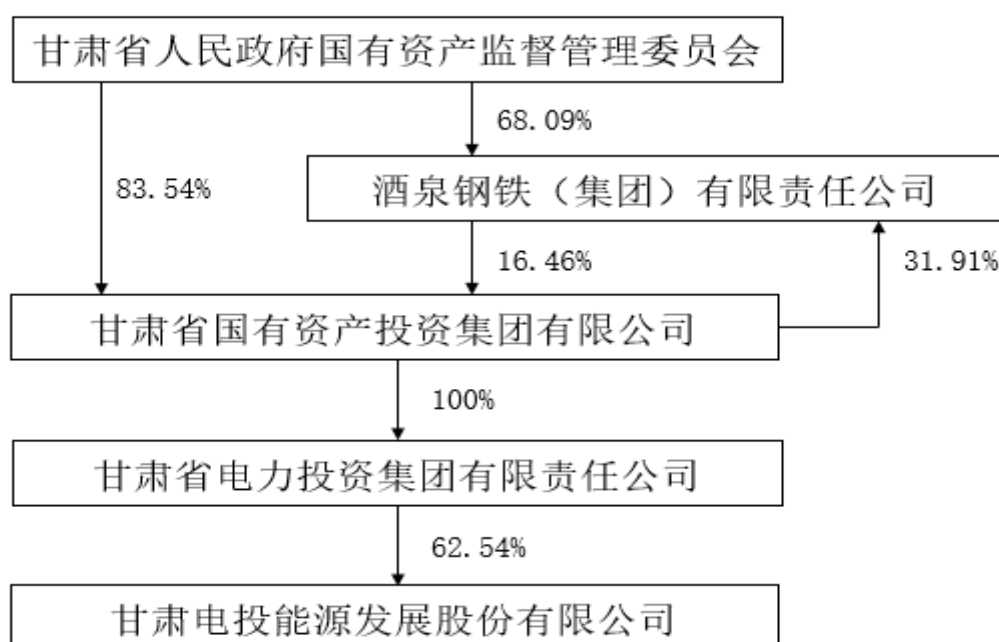 甘肃省人民政府国有资产监督管理委员会
68.09%
83.54%
酒泉钢铁（集团）有限责任公司
16.46%
31.91%
甘肃省国有资产投资集团有限公司
100%
甘肃省电力投资集团有限责任公司
62.54%
甘肃电投能源发展股份有限公司